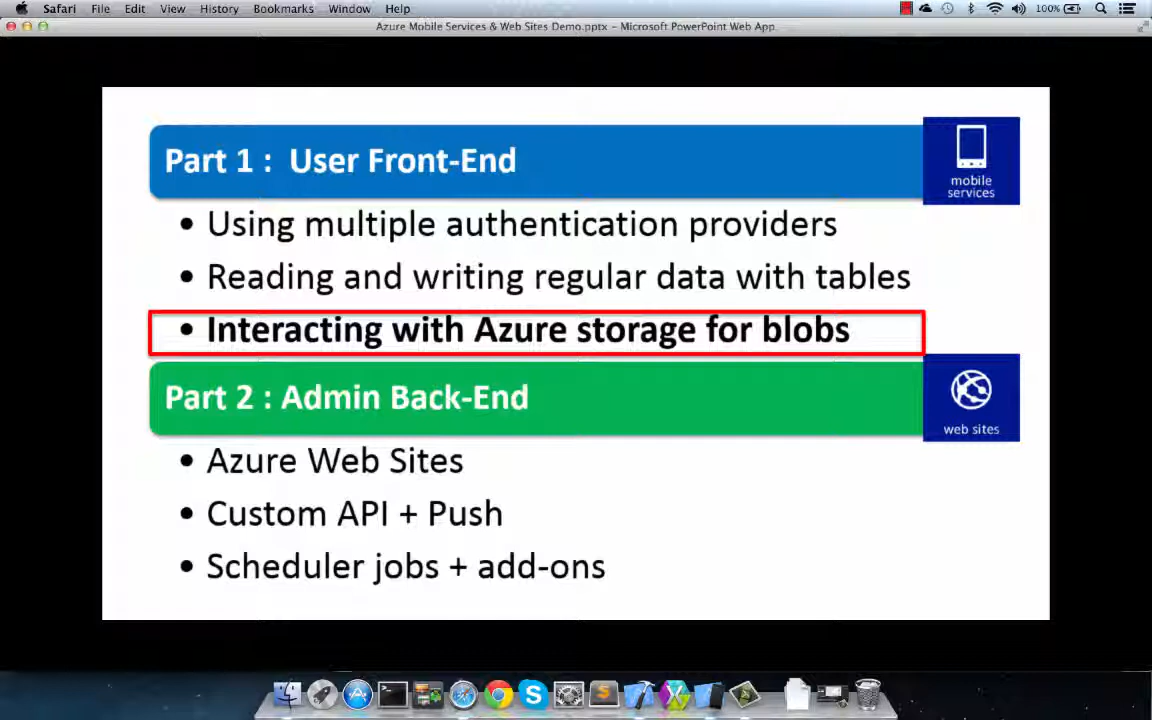 Safari File Edit View History Bookmarks Window Help 100%
Azure Mobile Services & Web Sites Demo.pptx - Microsoft PowerPoint Web App
Part 1 : User Front-End
mobile
services
• Using multiple authentication providers
• Reading and writing regular data with tables
• Interacting with Azure storage for blobs
Part 2 : Admin Back-End
web sites
• Azure Web Sites
• Custom API + Push
• Scheduler jobs + add-ons